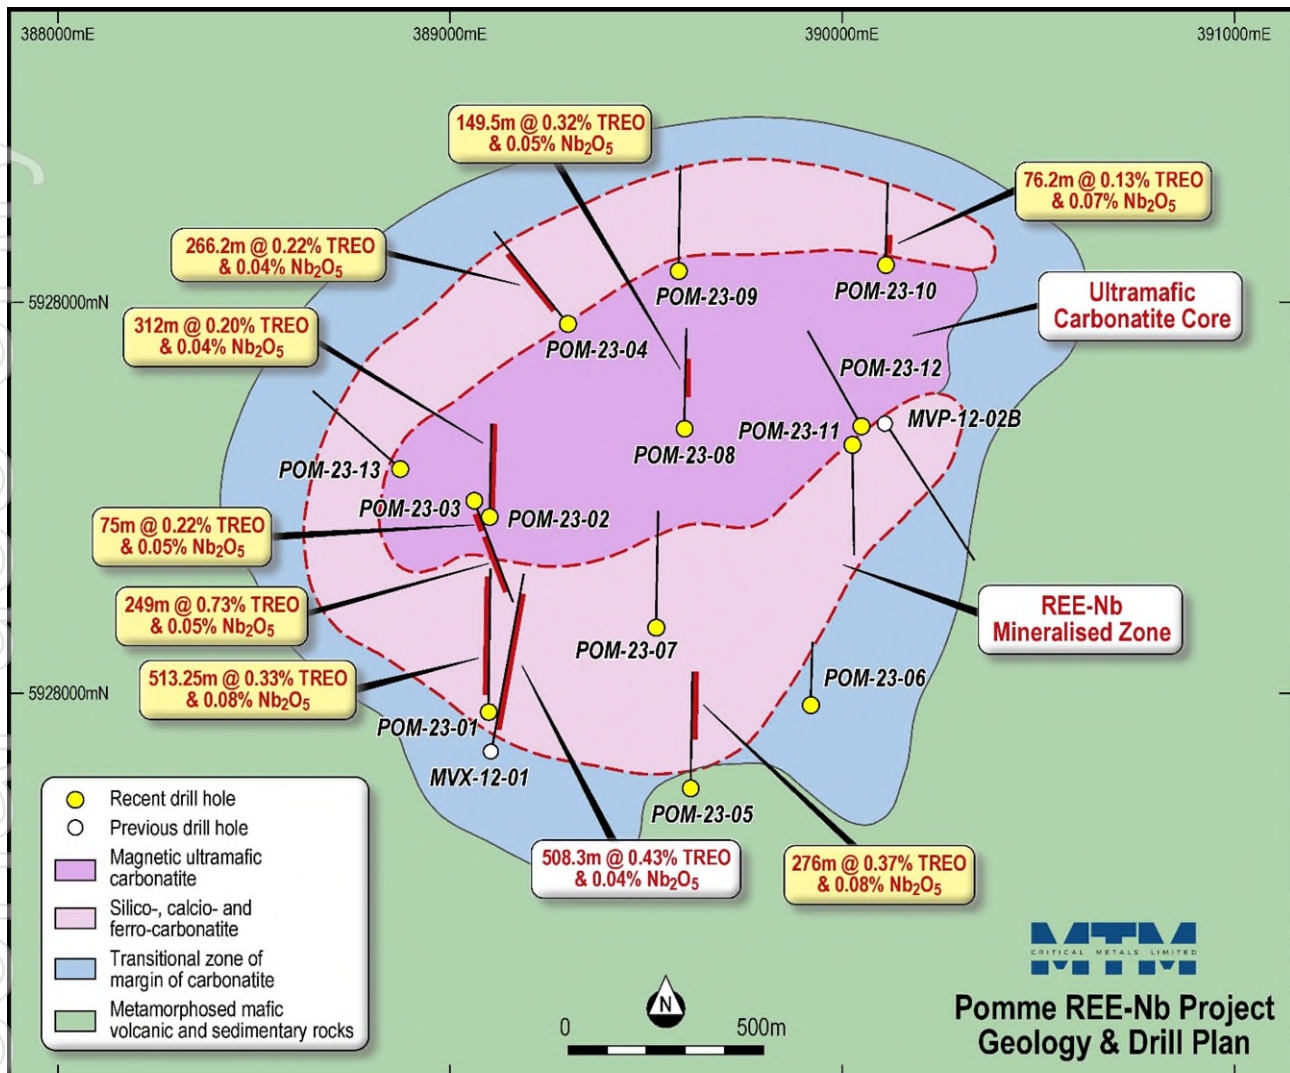 388000mE
389000mE
390000mE
391000mE
149.5m @ 0.32% TREO
& 0.05% Nb₂O₅
76.2m @ 0.13% TREO
& 0.07% Nb₂O₅
266.2m @ 0.22% TREO
& 0.04% Nb₂O₅
POM-23-09
POM-23-10
Ultramafic
Carbonatite Core
5928000mN
312m @ 0.20% TREO
& 0.04% Nb₂O₅
POM-23-04
POM-23-12
MVP-12-02B
POM-23-11
POM-23-08
POM-23-13
POM-23-03
POM-23-02
75m @ 0.22% TREO
& 0.05% Nb₂O₅
249m @ 0.73% TREO
& 0.05% Nb₂O₅
REE-Nb
Mineralised Zone
POM-23-07
513.25m @ 0.33% TREO
& 0.08% Nb₂O₅
5928000mN
POM-23-06
POM-23-01
MVX-12-01
POM-23-05
508.3m @ 0.43% TREO
& 0.04% Nb₂O₅
276m @ 0.37% TREO
& 0.08% Nb₂O₅
Recent drill hole
Previous drill hole
Magnetic ultramafic
carbonatite
Silico-, calcio- and
ferro-carbonatite
Transitional zone of
margin of carbonatite
Metamorphosed mafic
volcanic and sedimentary rocks
N
0
500m
MTM
CRITICAL METALS LIMITED
Pomme REE-Nb Project
Geology & Drill Plan